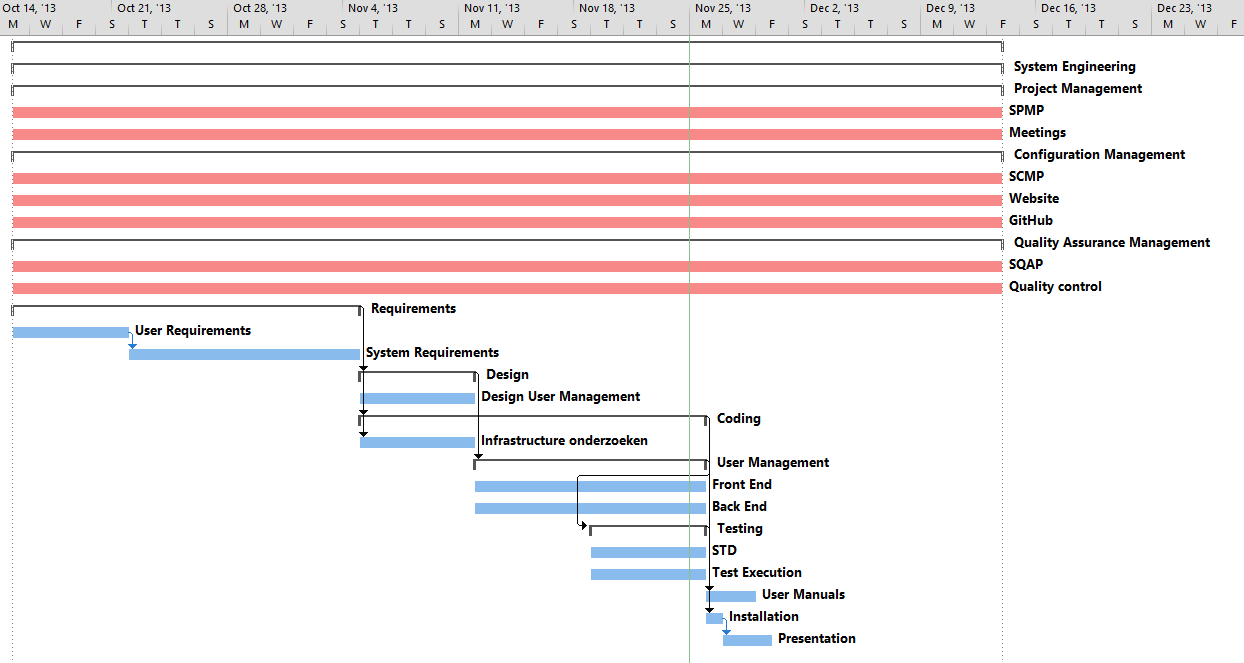 Oct 14, '13 Oct 21, '13 Oct 28, '13 Nov 4, '13 Nov 11, '13 Nov 18, '13 Nov 25, '13 Dec 2, '13 Dec 9, '13 Dec 16, '13 Dec 23, '13
M W F S T T S M W F S T T S M W F S T T S M W F S T T S M W F S T T S M W F
System Engineering
Project Management
SPMP
Meetings
Configuration Management
SCMP
Website
GitHub
Quality Assurance Management
SQAP
Quality control
Requirements
User Requirements
System Requirements
Design
Design User Management
Coding
Infrastructure onderzoeken
User Management
Front End
Back End
Testing
STD
Test Execution
User Manuals
Installation
Presentation